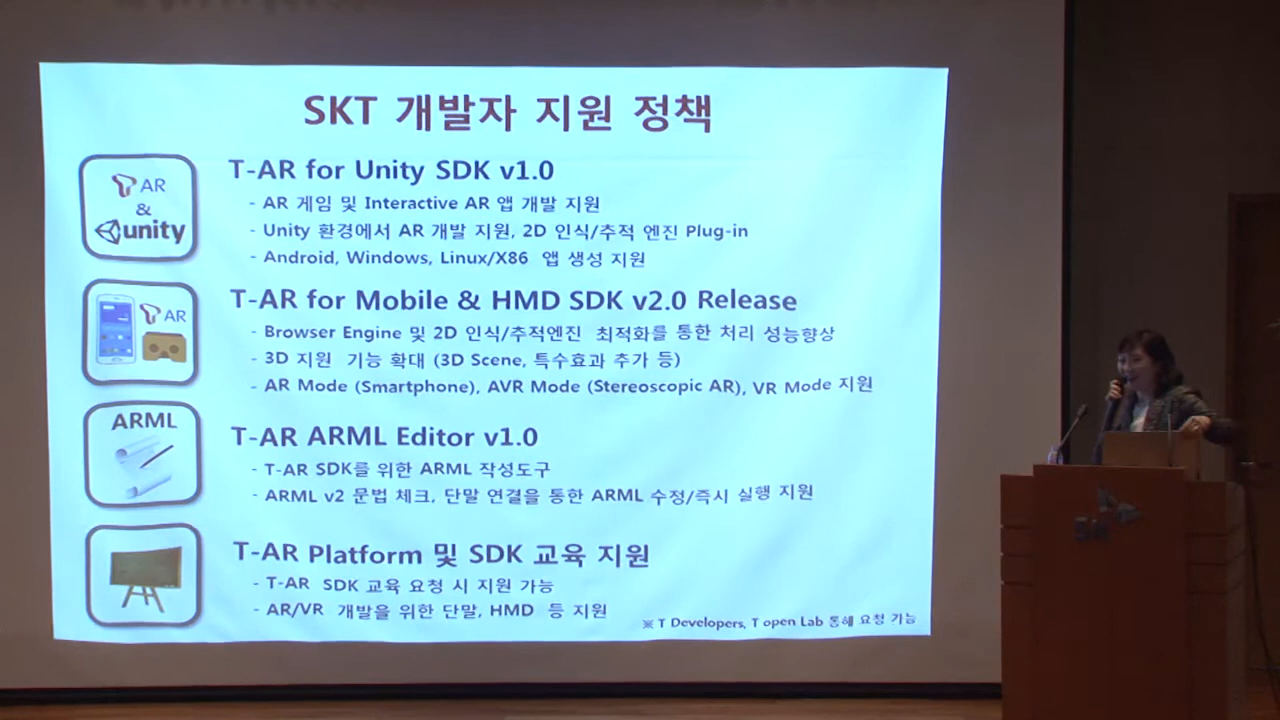 SKT 개발자 지원 정책
AR
&
unity
T-AR for Unity SDK v1.0
- AR 게임 및 Interactive AR 앱 개발 지원
- Unity 환경에서 AR 개발 지원, 2D 인식/추적 엔진 Plug-in
- Android, Windows, Linux/X86 앱 생성 지원
AR
T-AR for Mobile & HMD SDK v2.0 Release
- Browser Engine 및 2D 인식/추적엔진 최적화를 통한 처리 성능향상
- 3D 지원 기능 확대 (3D Scene, 특수효과 추가 등)
- AR Mode (Smartphone), AVR Mode (Stereoscopic AR), VR Mode 지원
ARML
T-AR ARML Editor v1.0
- T-AR SDK를 위한 ARML 작성도구
- ARML v2 문법 체크, 단말 연결을 통한 ARML 수정/즉시 실행 지원
T-AR Platform 및 SDK 교육 지원
- T-AR SDK 교육 요청 시 지원 가능
- AR/VR 개발을 위한 단말, HMD 등 지원
※ T Developers, T open Lab 통해 요청 가능